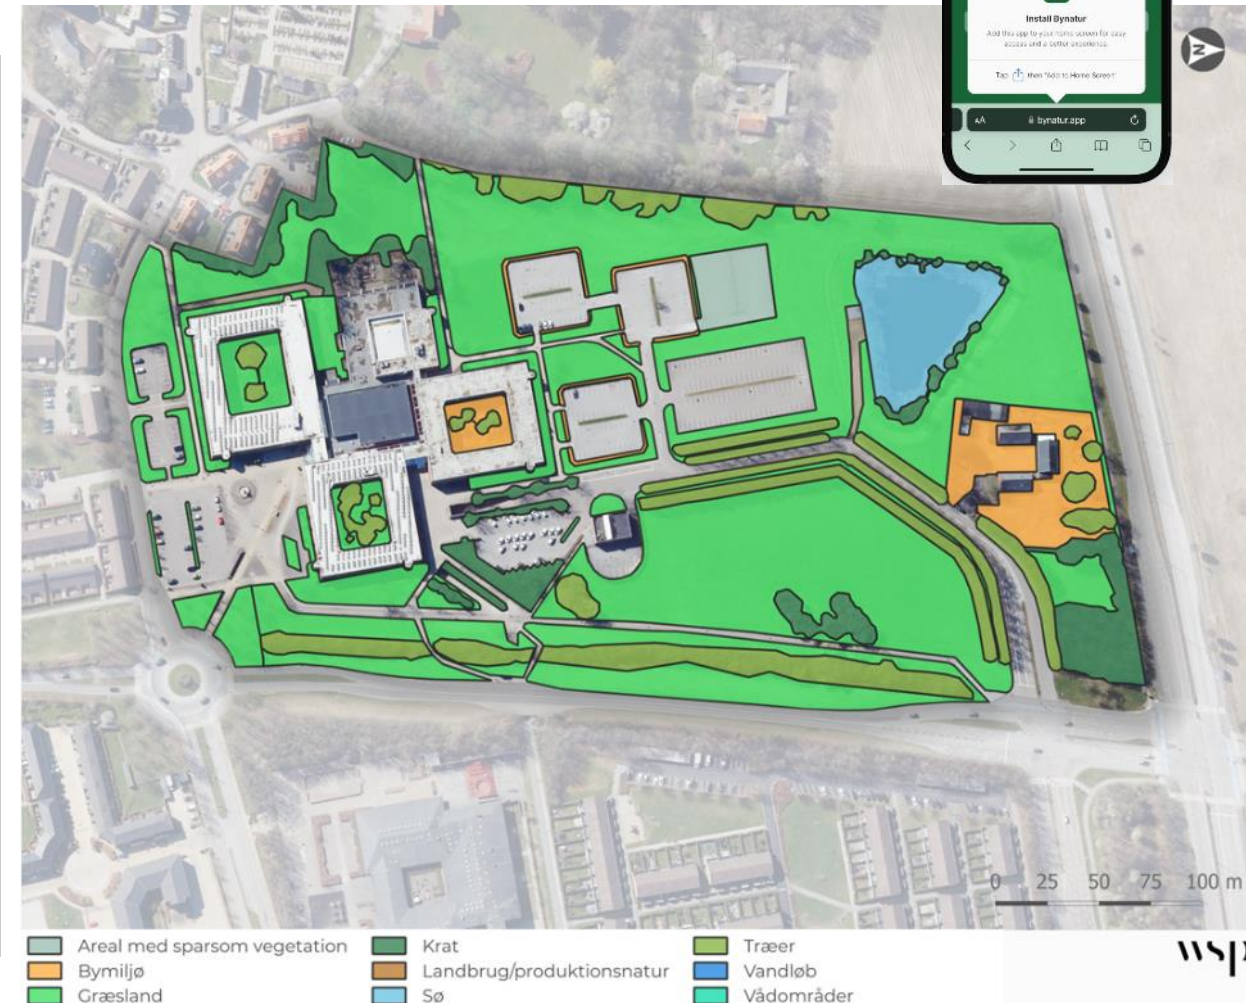 Install Bynatur
Add this app to your home screen for easy
access and a better experience.
Tap then "Add to Home Screen"
AA bynatur.app
N
0 25 50 75 100 m
Areal med sparsom vegetation
Bymiljø
Græsland
Krat
Landbrug/produktionsnatur
Sø
Træer
Vandløb
Vådområder